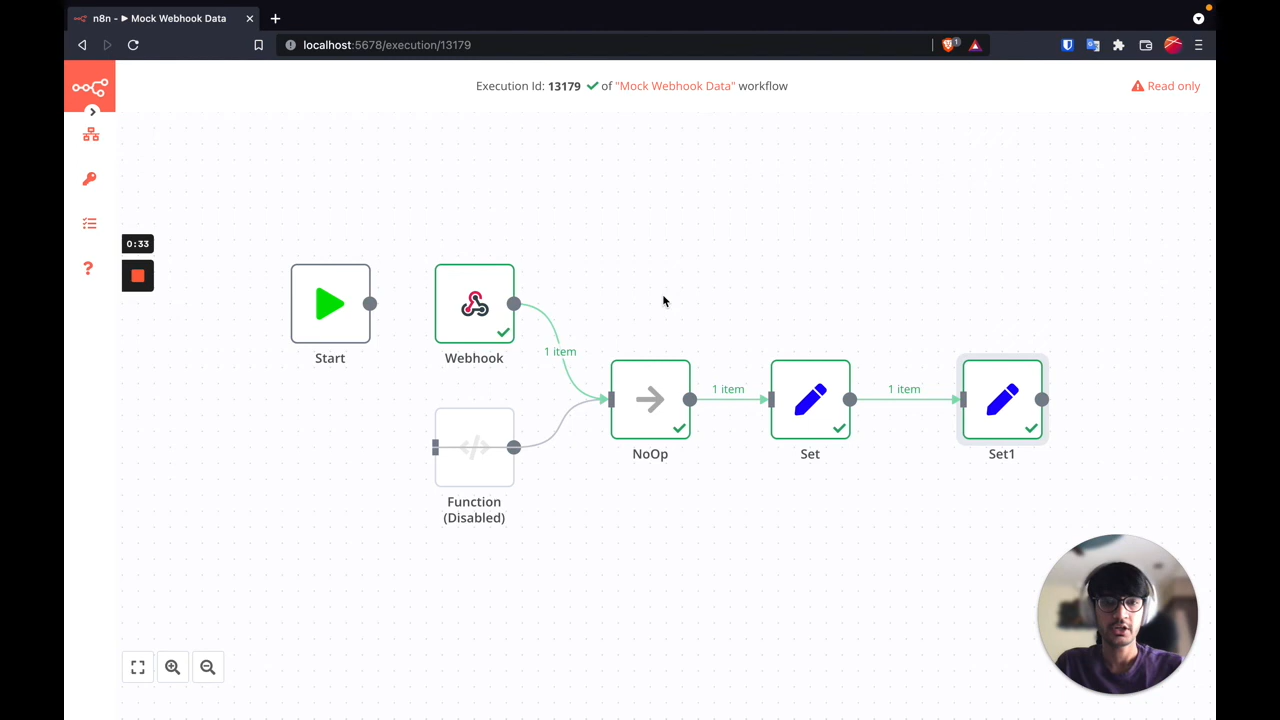 n8n - ▶ Mock Webhook Data
localhost:5678/execution/13179
1
Execution Id: 13179 ✓ of "Mock Webhook Data" workflow
Read only
0:33
Start
Webhook
1 item
Function
(Disabled)
NoOp
1 item
Set
1 item
Set1